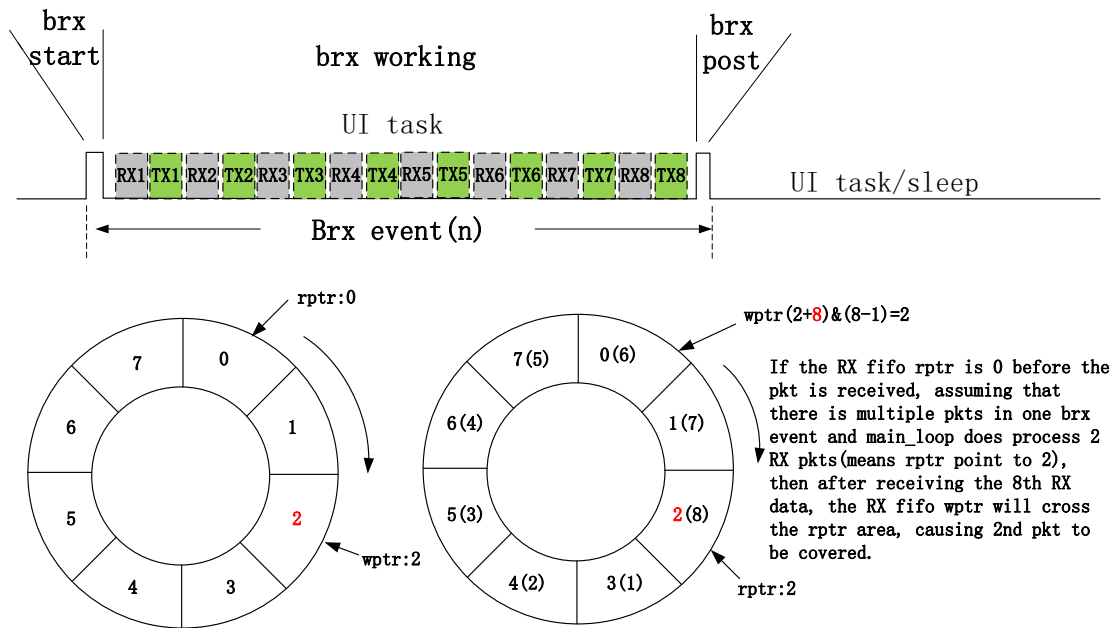 brx
start
brx working
brx
post
UI task
RX1 TX1 RX2 TX2 RX3 TX3 RX4 TX4 RX5 TX5 RX6 TX6 RX7 TX7 RX8 TX8
UI task/sleep
Brx event(n)
rptr:0
7 0
6 1
5 2
4 3
wptr:2
wptr(2+8)&(8-1)=2
7(5) 0(6)
6(4) 1(7)
5(3) 2(8)
4(2) 3(1)
rptr:2
If the RX fifo rptr is 0 before the
pkt is received, assuming that
there is multiple pkts in one brx
event and main_loop does process 2
RX pkts(means rptr point to 2),
then after receiving the 8th RX
data, the RX fifo wptr will cross
the rptr area, causing 2nd pkt to
be covered.